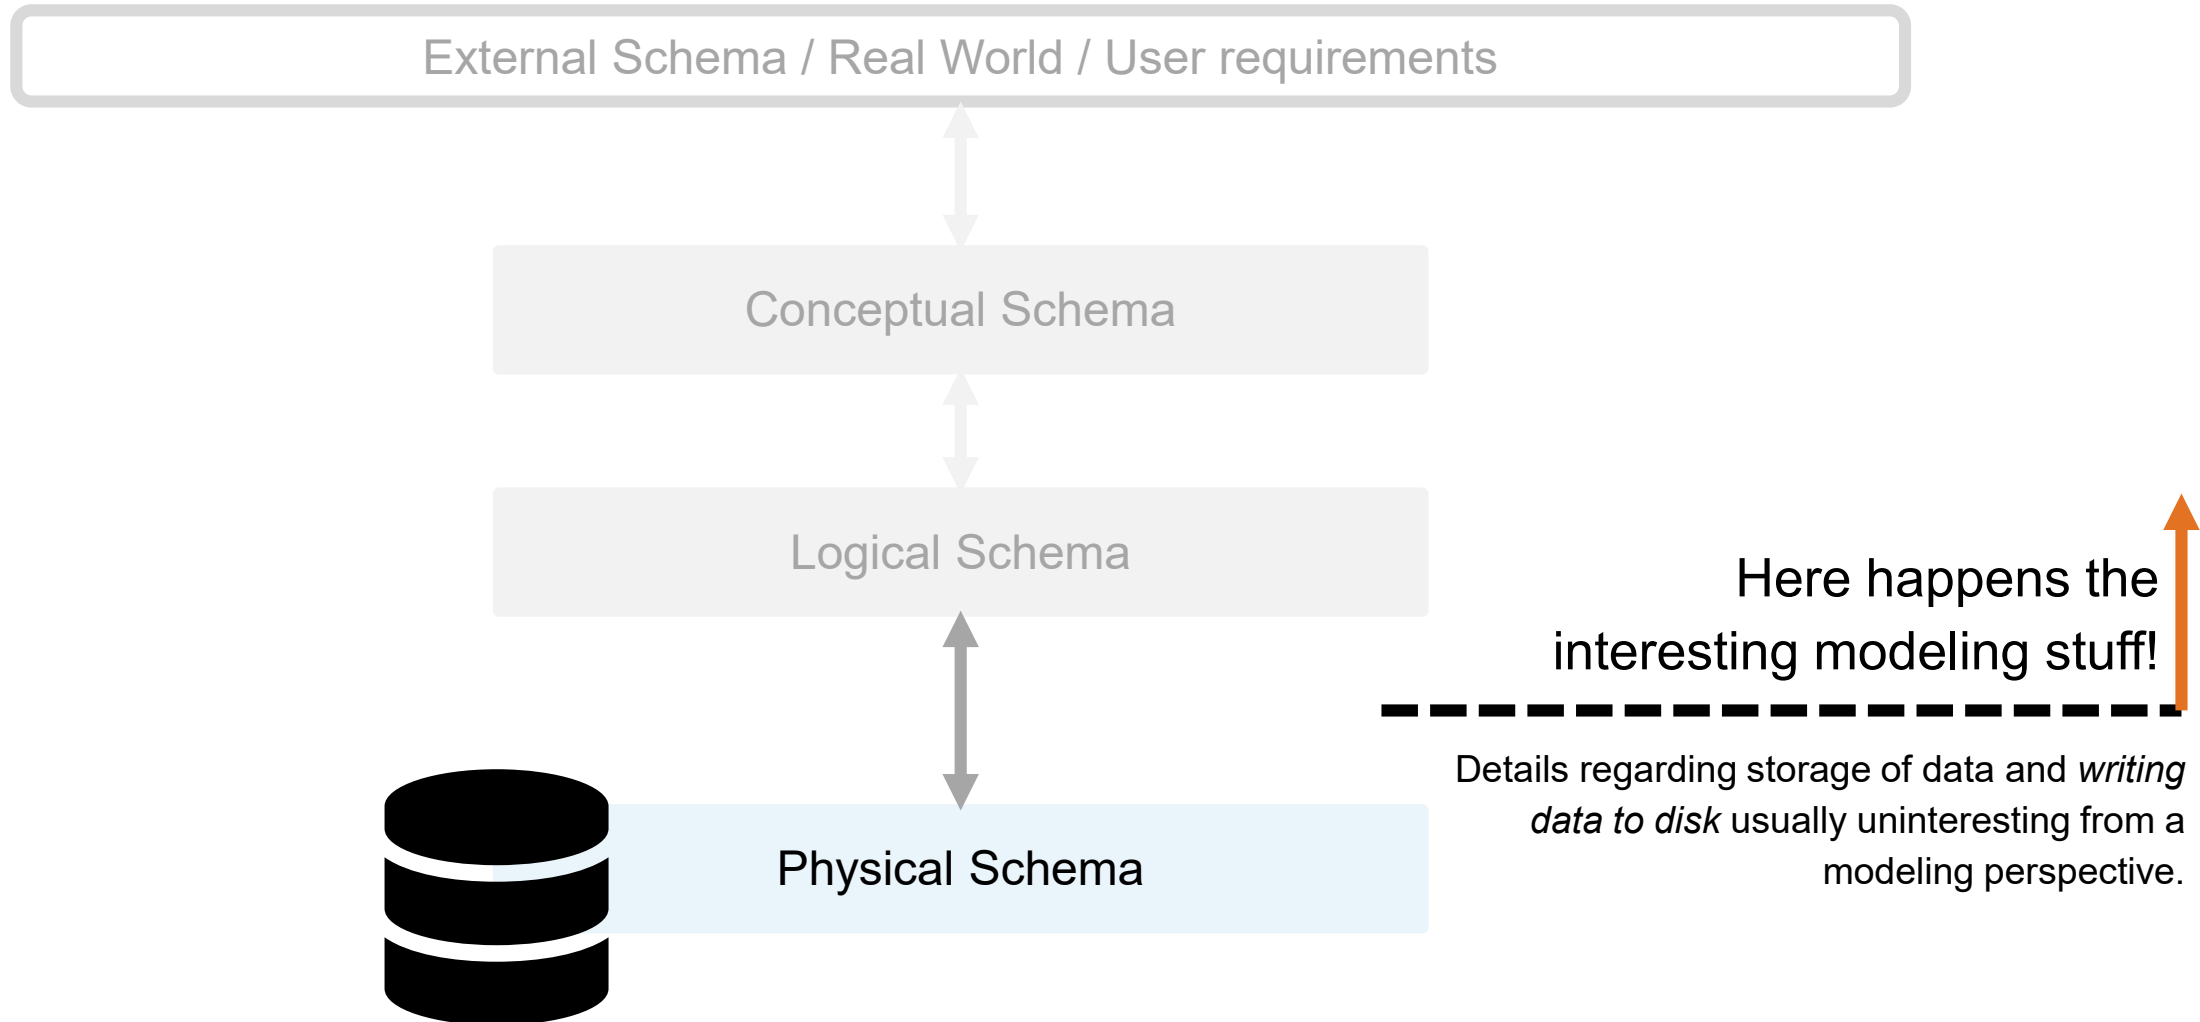 External Schema / Real World / User requirements
Conceptual Schema
Logical Schema
Here happens the
interesting modeling stuff!
Details regarding storage of data and writing
data to disk usually uninteresting from a
modeling perspective.
Physical Schema